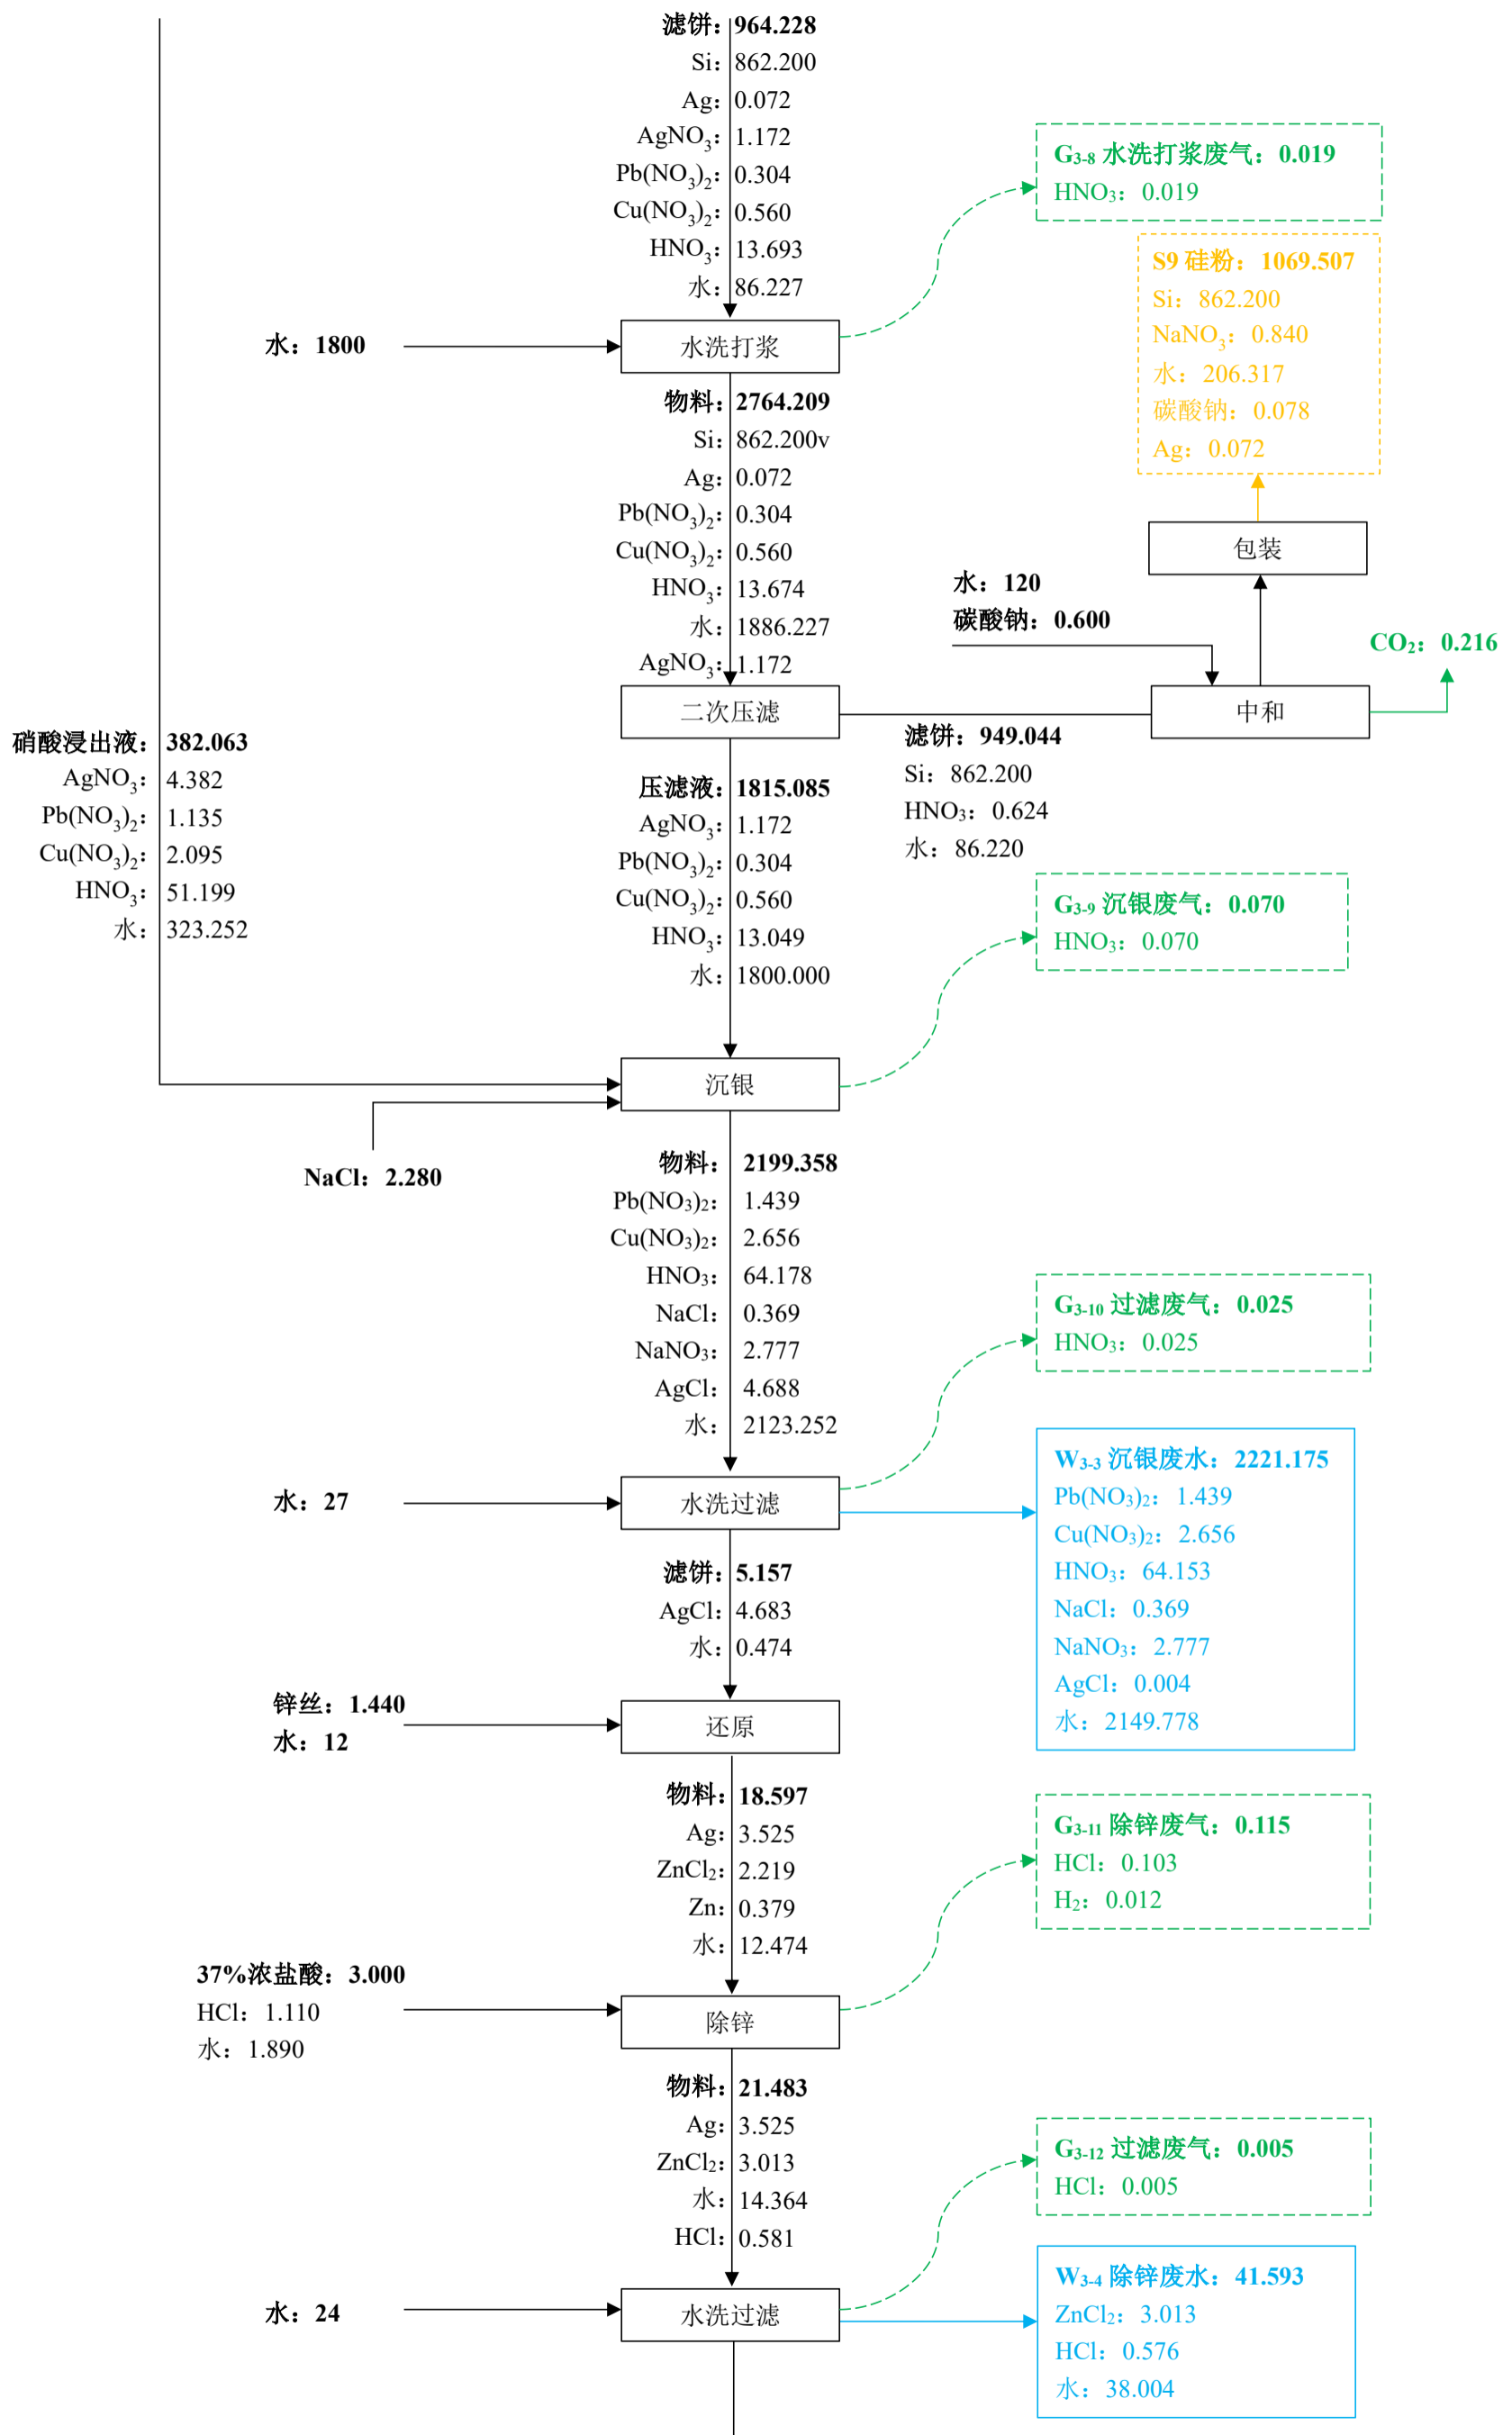 滤饼：964.228
Si：862.200
Ag：0.072
AgNO3：1.172
Pb(NO3)2：0.304
Cu(NO3)2：0.560
HNO3：13.693
水：86.227
G3-8 水洗打浆废气：0.019
HNO3：0.019
S9 硅粉：1069.507
Si：862.200
NaNO3：0.840
水：206.317
碳酸钠：0.078
Ag：0.072
水：1800
水洗打浆
物料：2764.209
Si：862.200v
Ag：0.072
Pb(NO3)2：0.304
Cu(NO3)2：0.560
HNO3：13.674
水：1886.227
AgNO3：1.172
包装
水：120
碳酸钠：0.600
CO2：0.216
二次压滤
中和
滤饼：949.044
Si：862.200
HNO3：0.624
水：86.220
硝酸浸出液：382.063
AgNO3：4.382
Pb(NO3)2：1.135
Cu(NO3)2：2.095
HNO3：51.199
水：323.252
压滤液：1815.085
AgNO3：1.172
Pb(NO3)2：0.304
Cu(NO3)2：0.560
HNO3：13.049
水：1800.000
G3-9 沉银废气：0.070
HNO3：0.070
沉银
NaCl：2.280
物料：2199.358
Pb(NO3)2：1.439
Cu(NO3)2：2.656
HNO3：64.178
NaCl：0.369
NaNO3：2.777
AgCl：4.688
水：2123.252
G3-10 过滤废气：0.025
HNO3：0.025
水：27
水洗过滤
W3-3 沉银废水：2221.175
Pb(NO3)2：1.439
Cu(NO3)2：2.656
HNO3：64.153
NaCl：0.369
NaNO3：2.777
AgCl：0.004
水：2149.778
滤饼：5.157
AgCl：4.683
水：0.474
锌丝：1.440
水：12
还原
物料：18.597
Ag：3.525
ZnCl2：2.219
Zn：0.379
水：12.474
G3-11 除锌废气：0.115
HCl：0.103
H2：0.012
37%浓盐酸：3.000
HCl：1.110
水：1.890
除锌
物料：21.483
Ag：3.525
ZnCl2：3.013
水：14.364
HCl：0.581
G3-12 过滤废气：0.005
HCl：0.005
水：24
水洗过滤
W3-4 除锌废水：41.593
ZnCl2：3.013
HCl：0.576
水：38.004